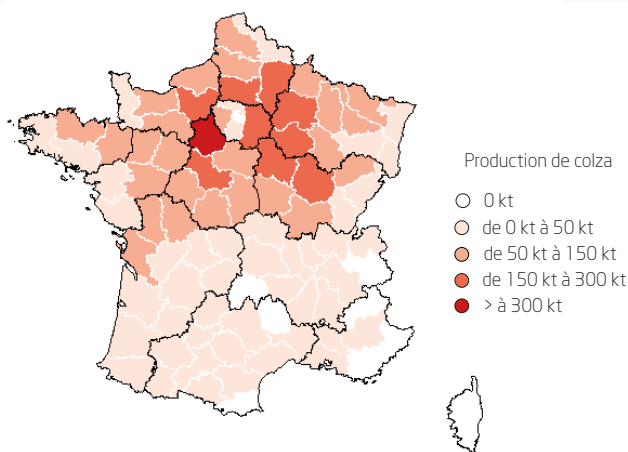 Production de colza
0 kt
de 0 kt à 50 kt
de 50 kt à 150 kt
de 150 kt à 300 kt
> à 300 kt